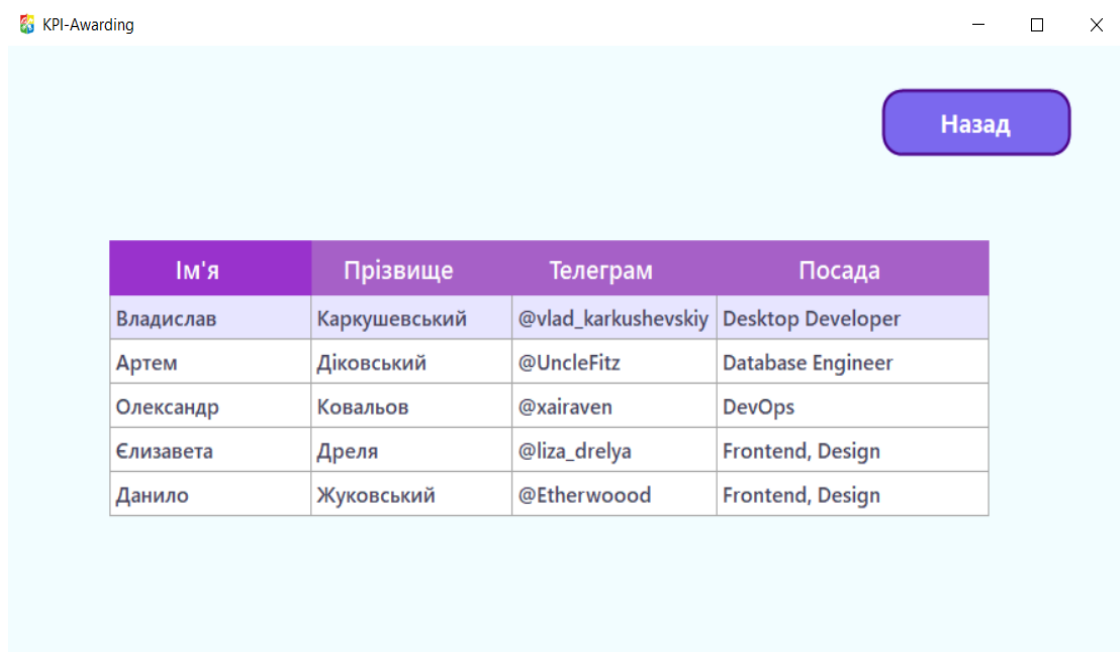 KPI-Awarding
Назад
Ім'я Прізвище Телеграм Посада
Владислав Каркушевський @vlad_karkushevskiy Desktop Developer
Артем Діковський @UncleFitz Database Engineer
Олександр Ковальов @xairaven DevOps
Єлизавета Дреля @liza_drelya Frontend, Design
Данило Жуковський @Etherwoood Frontend, Design